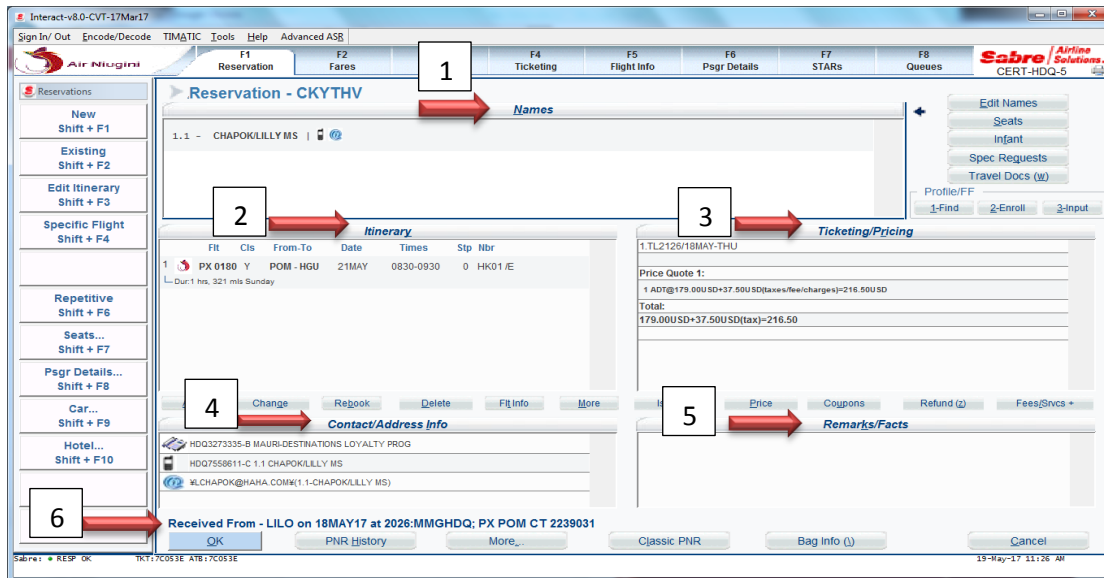 Interact-v8.0-CVT-17Mar17
Sign In/ Out Encode/Decode TIMATIC Tools Help Advanced ASR
Air Niugini
F1 Reservation
F2 Fares
F4 Ticketing
F5 Flight Info
F6 Psgr Details
F7 STARs
F8 Queues
Sabre Airline Solutions.
CERT-HDQ-5
Reservations
New
Shift + F1
Existing
Shift + F2
Edit Itinerary
Shift + F3
Specific Flight
Shift + F4
Repetitive
Shift + F6
Seats...
Shift + F7
Psgr Details...
Shift + F8
Car...
Shift + F9
Hotel...
Shift + F10
Reservation - CKYTHV
1
Names
1.1 - CHAPOK/LILLY MS |
Edit Names
Seats
Infant
Spec Requests
Travel Docs (w)
Profile/FF
1-Find 2-Enroll 3-Input
2
Itinerary
Flt Cls From-To Date Times Stp Nbr
1 PX 0180 Y POM - HGU 21MAY 0830-0930 0 HK01 /E
Dur:1 hrs, 321 mls Sunday
Change Rebook Delete Flt Info More
3
Ticketing/Pricing
1.TL2126/18MAY-THU
Price Quote 1:
1 ADT@179.00USD+37.50USD(taxes/fee/charges)=216.50USD
Total:
179.00USD+37.50USD(tax)=216.50
Price Coupons Refund (z) Fees/Srvcs +
4
Contact/Address Info
HDQ3273335-B MAURI-DESTINATIONS LOYALTY PROG
HDQ7558611-C 1.1 CHAPOK/LILLY MS
¥LCHAPOK@HAHA.COM¥(1.1-CHAPOK/LILLY MS)
5
Remarks/Facts
6
Received From - LILO on 18MAY17 at 2026:MMGHDQ; PX POM CT 2239031
OK PNR History More... Classic PNR Bag Info (\) Cancel
Sabre: RESP OK TKT:7C053E ATB:7C053E 19-May-17 11:26 AM